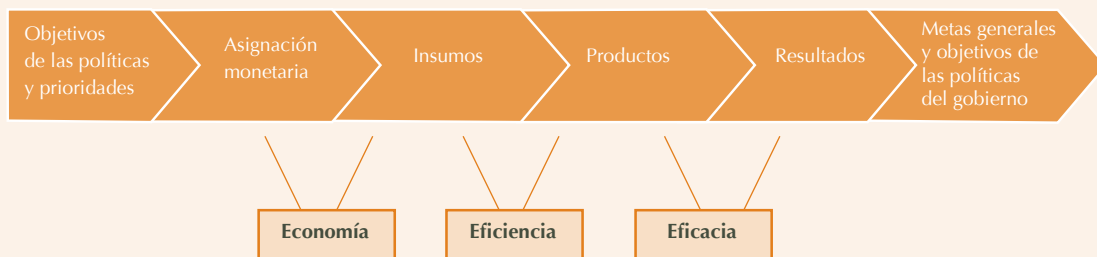 Objetivos
de las políticas
y prioridades
Asignación
monetaria
Insumos
Productos
Resultados
Metas generales
y objetivos de
las políticas
del gobierno
Economía
Eficiencia
Eficacia